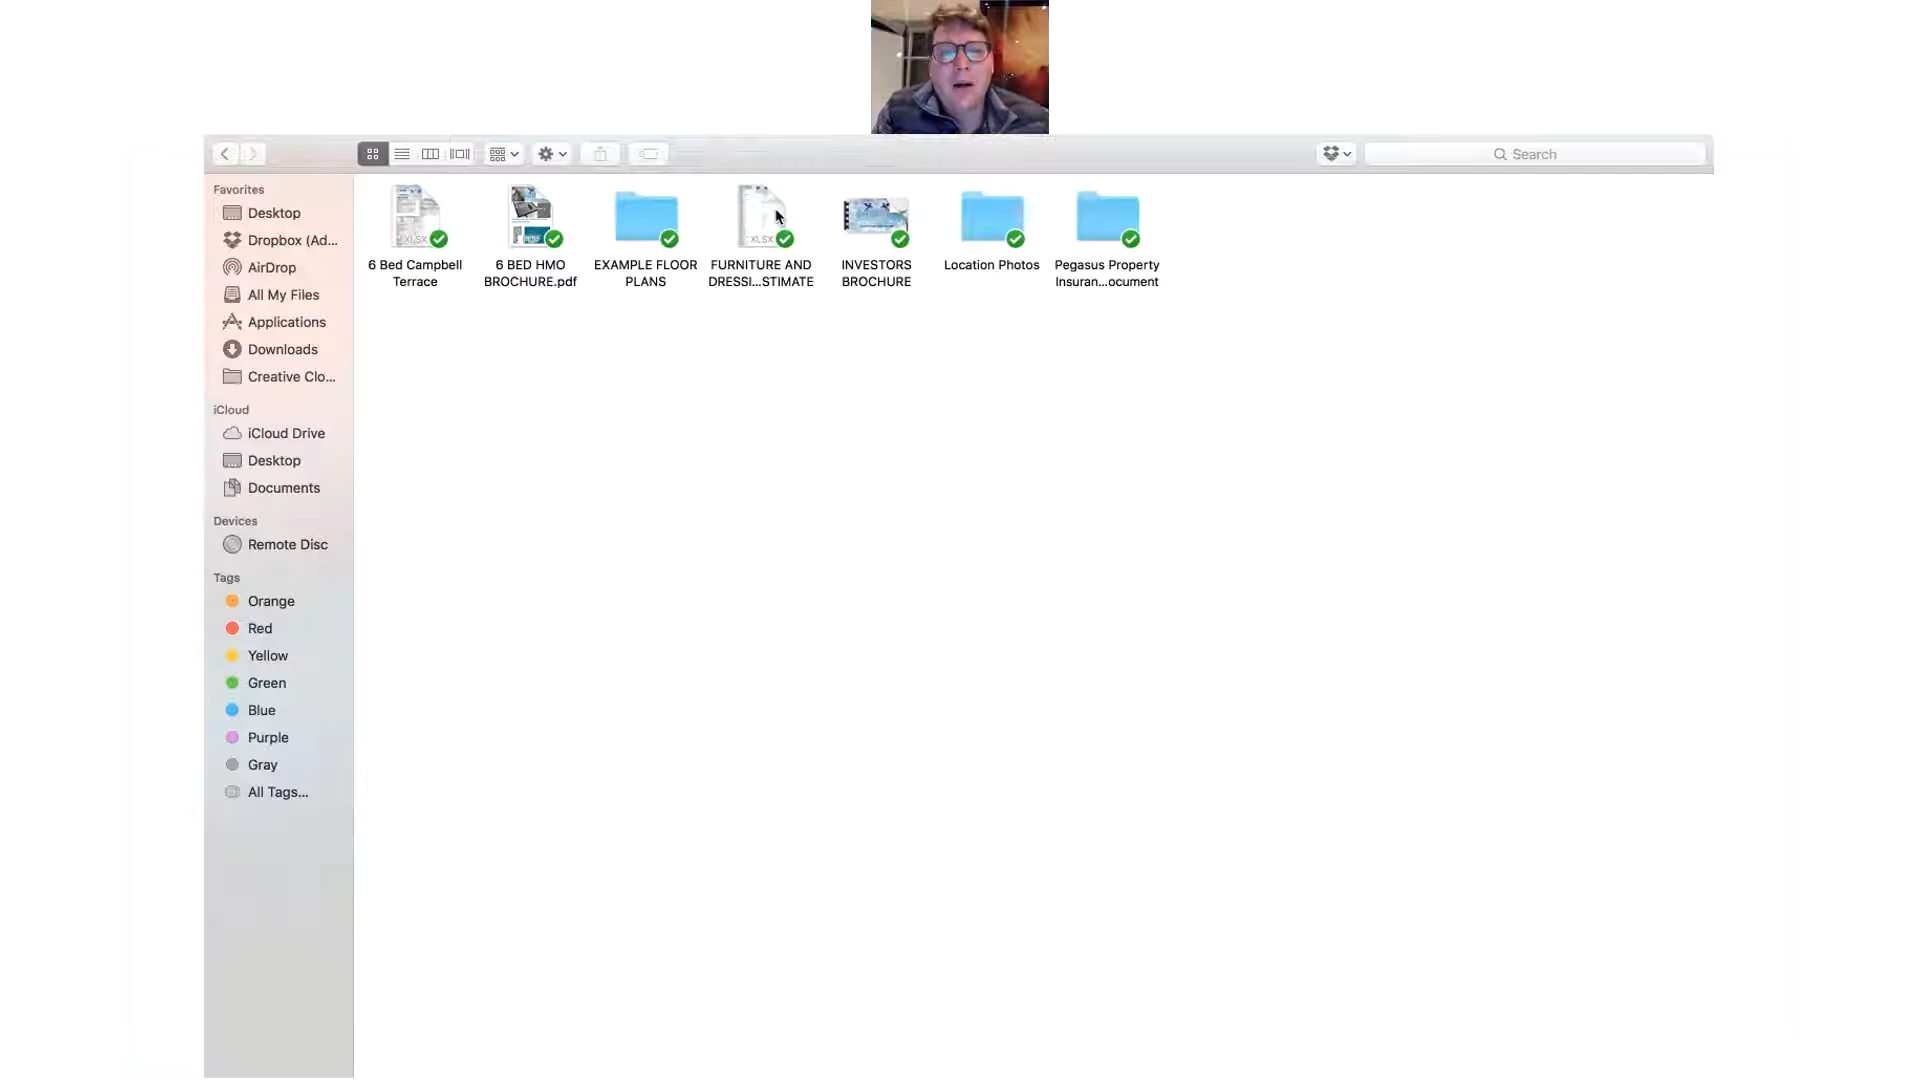 Search
Favorites
Desktop
Dropbox (Ad...
AirDrop
All My Files
Applications
Downloads
Creative Clo...
iCloud
iCloud Drive
Desktop
Documents
Devices
Remote Disc
Tags
Orange
Red
Yellow
Green
Blue
Purple
Gray
All Tags...
XLSX
XLSX
6 Bed Campbell
Terrace
6 BED HMO
BROCHURE.pdf
EXAMPLE FLOOR
PLANS
FURNITURE AND
DRESSI...STIMATE
INVESTORS
BROCHURE
Location Photos
Pegasus Property
Insuran...ocument